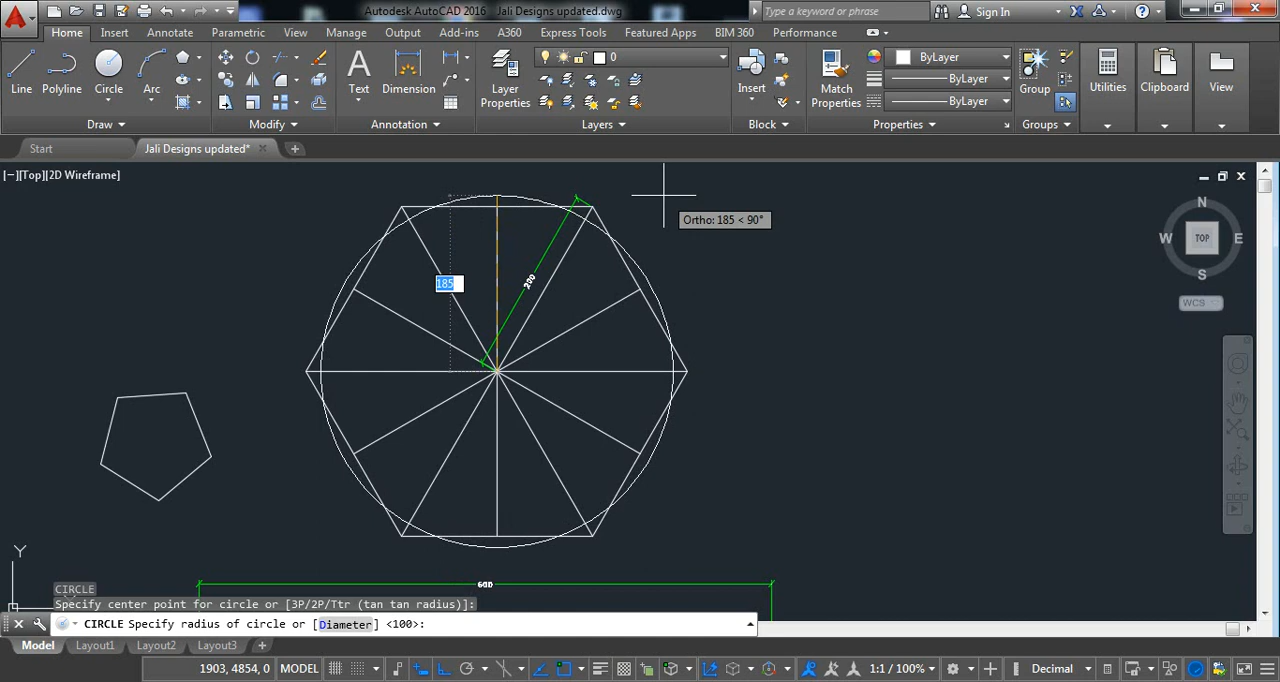 Autodesk AutoCAD 2016   Jali Designs updated.dwg
Type a keyword or phrase
Sign In
Home Insert Annotate Parametric View Manage Output Add-ins A360 Express Tools Featured Apps BIM 360 Performance
Line Polyline Circle Arc Text Dimension Layer Properties 0 Insert Match Properties ByLayer ByLayer ByLayer Group Utilities Clipboard View
Draw Modify Annotation Layers Block Properties Groups
Start Jali Designs updated*
[−][Top][2D Wireframe]
N
W TOP E
S
WCS
Ortho: 185 < 90°
185
200
600
Y
CIRCLE
Specify center point for circle or [3P/2P/Ttr (tan tan radius)]:
CIRCLE Specify radius of circle or [Diameter] <100>:
Model Layout1 Layout2 Layout3
1903, 4854, 0 MODEL 1:1 / 100% Decimal